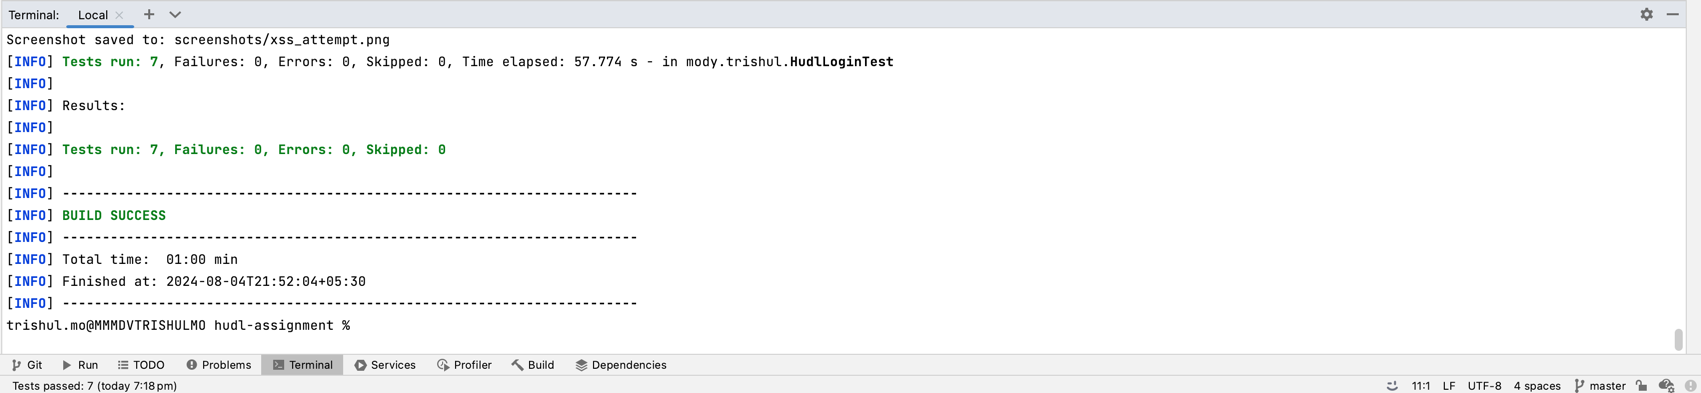 Terminal: Local
Screenshot saved to: screenshots/xss_attempt.png
[INFO] Tests run: 7, Failures: 0, Errors: 0, Skipped: 0, Time elapsed: 57.774 s - in mody.trishul.HudlLoginTest
[INFO]
[INFO] Results:
[INFO]
[INFO] Tests run: 7, Failures: 0, Errors: 0, Skipped: 0
[INFO]
[INFO] ------------------------------------------------------------------------
[INFO] BUILD SUCCESS
[INFO] ------------------------------------------------------------------------
[INFO] Total time:  01:00 min
[INFO] Finished at: 2024-08-04T21:52:04+05:30
[INFO] ------------------------------------------------------------------------
trishul.mo@MMMDVTRISHULMO hudl-assignment %
Git Run TODO Problems Terminal Services Profiler Build Dependencies
Tests passed: 7 (today 7:18 pm) 11:1 LF UTF-8 4 spaces master